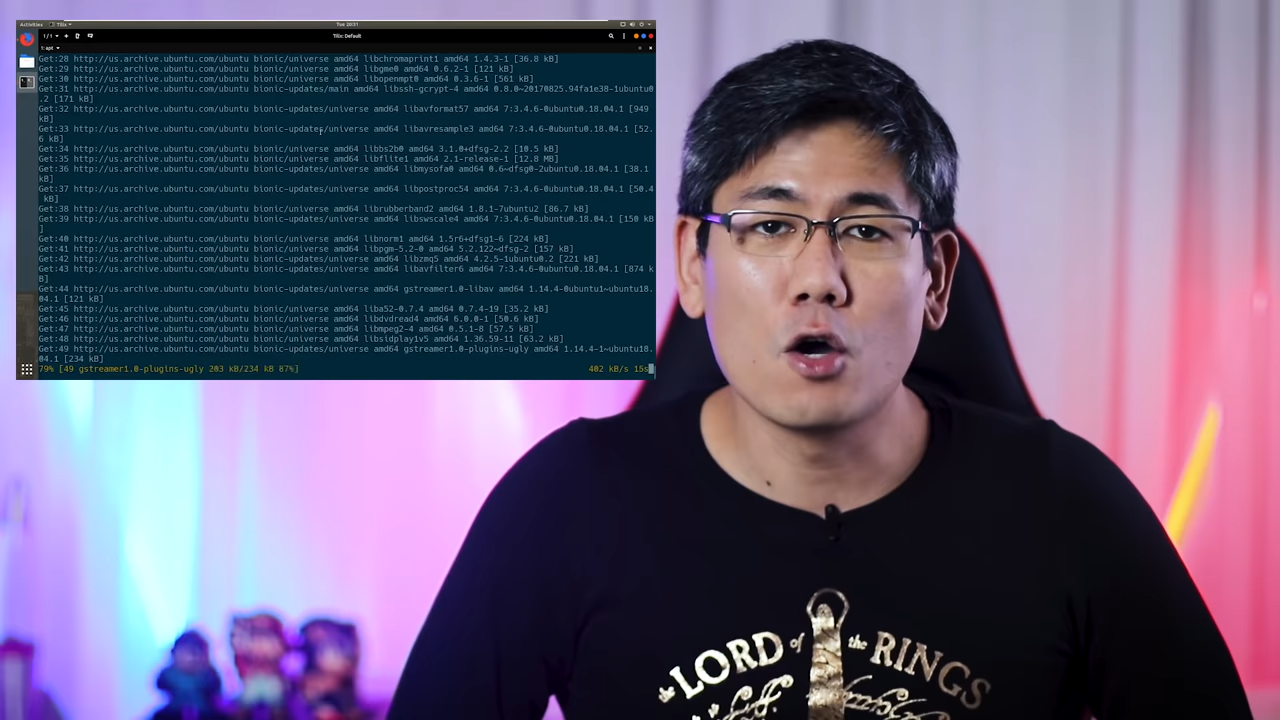 Activities
Tilix
Tue 20:31
1/1
Tilix: Default
1: apt
Get:28 http://us.archive.ubuntu.com/ubuntu bionic/universe amd64 libchromaprint1 amd64 1.4.3-1 [36.8 kB]
Get:29 http://us.archive.ubuntu.com/ubuntu bionic/universe amd64 libgme0 amd64 0.6.2-1 [121 kB]
Get:30 http://us.archive.ubuntu.com/ubuntu bionic/universe amd64 libopenmpt0 amd64 0.3.6-1 [561 kB]
Get:31 http://us.archive.ubuntu.com/ubuntu bionic-updates/main amd64 libssh-gcrypt-4 amd64 0.8.0~20170825.94fa1e38-1ubuntu0
.2 [171 kB]
Get:32 http://us.archive.ubuntu.com/ubuntu bionic-updates/universe amd64 libavformat57 amd64 7:3.4.6-0ubuntu0.18.04.1 [949
kB]
Get:33 http://us.archive.ubuntu.com/ubuntu bionic-updates/universe amd64 libavresample3 amd64 7:3.4.6-0ubuntu0.18.04.1 [52.
6 kB]
Get:34 http://us.archive.ubuntu.com/ubuntu bionic/universe amd64 libbs2b0 amd64 3.1.0+dfsg-2.2 [10.5 kB]
Get:35 http://us.archive.ubuntu.com/ubuntu bionic/universe amd64 libflite1 amd64 2.1-release-1 [12.8 MB]
Get:36 http://us.archive.ubuntu.com/ubuntu bionic/universe amd64 libmysofa0 amd64 0.6~dfsg0-2ubuntu0.18.04.1 [38.1
kB]
Get:37 http://us.archive.ubuntu.com/ubuntu bionic-updates/universe amd64 libpostproc54 amd64 7:3.4.6-0ubuntu0.18.04.1 [50.4
kB]
Get:38 http://us.archive.ubuntu.com/ubuntu bionic/universe amd64 librubberband2 amd64 1.8.1-7ubuntu2 [86.7 kB]
Get:39 http://us.archive.ubuntu.com/ubuntu bionic-updates/universe amd64 libswscale4 amd64 7:3.4.6-0ubuntu0.18.04.1 [150 kB
]
Get:40 http://us.archive.ubuntu.com/ubuntu bionic/universe amd64 libnorm1 amd64 1.5r6+dfsg1-6 [224 kB]
Get:41 http://us.archive.ubuntu.com/ubuntu bionic/universe amd64 libpgm-5.2-0 amd64 5.2.122~dfsg-2 [157 kB]
Get:42 http://us.archive.ubuntu.com/ubuntu bionic-updates/universe amd64 libzmq5 amd64 4.2.5-1ubuntu0.2 [221 kB]
Get:43 http://us.archive.ubuntu.com/ubuntu bionic-updates/universe amd64 libavfilter6 amd64 7:3.4.6-0ubuntu0.18.04.1 [874 k
B]
Get:44 http://us.archive.ubuntu.com/ubuntu bionic-updates/universe amd64 gstreamer1.0-libav amd64 1.14.4-0ubuntu1~ubuntu18.
04.1 [121 kB]
Get:45 http://us.archive.ubuntu.com/ubuntu bionic/universe amd64 liba52-0.7.4 amd64 0.7.4-19 [35.2 kB]
Get:46 http://us.archive.ubuntu.com/ubuntu bionic/universe amd64 libdvdread4 amd64 6.0.0-1 [50.6 kB]
Get:47 http://us.archive.ubuntu.com/ubuntu bionic/universe amd64 libmpeg2-4 amd64 0.5.1-8 [57.5 kB]
Get:48 http://us.archive.ubuntu.com/ubuntu bionic/universe amd64 libsidplay1v5 amd64 1.36.59-11 [63.2 kB]
Get:49 http://us.archive.ubuntu.com/ubuntu bionic-updates/universe amd64 gstreamer1.0-plugins-ugly amd64 1.14.4-1~ubuntu18.
04.1 [234 kB]
79% [49 gstreamer1.0-plugins-ugly 203 kB/234 kB 87%]
402 kB/s 15s
the LORD of the RINGS